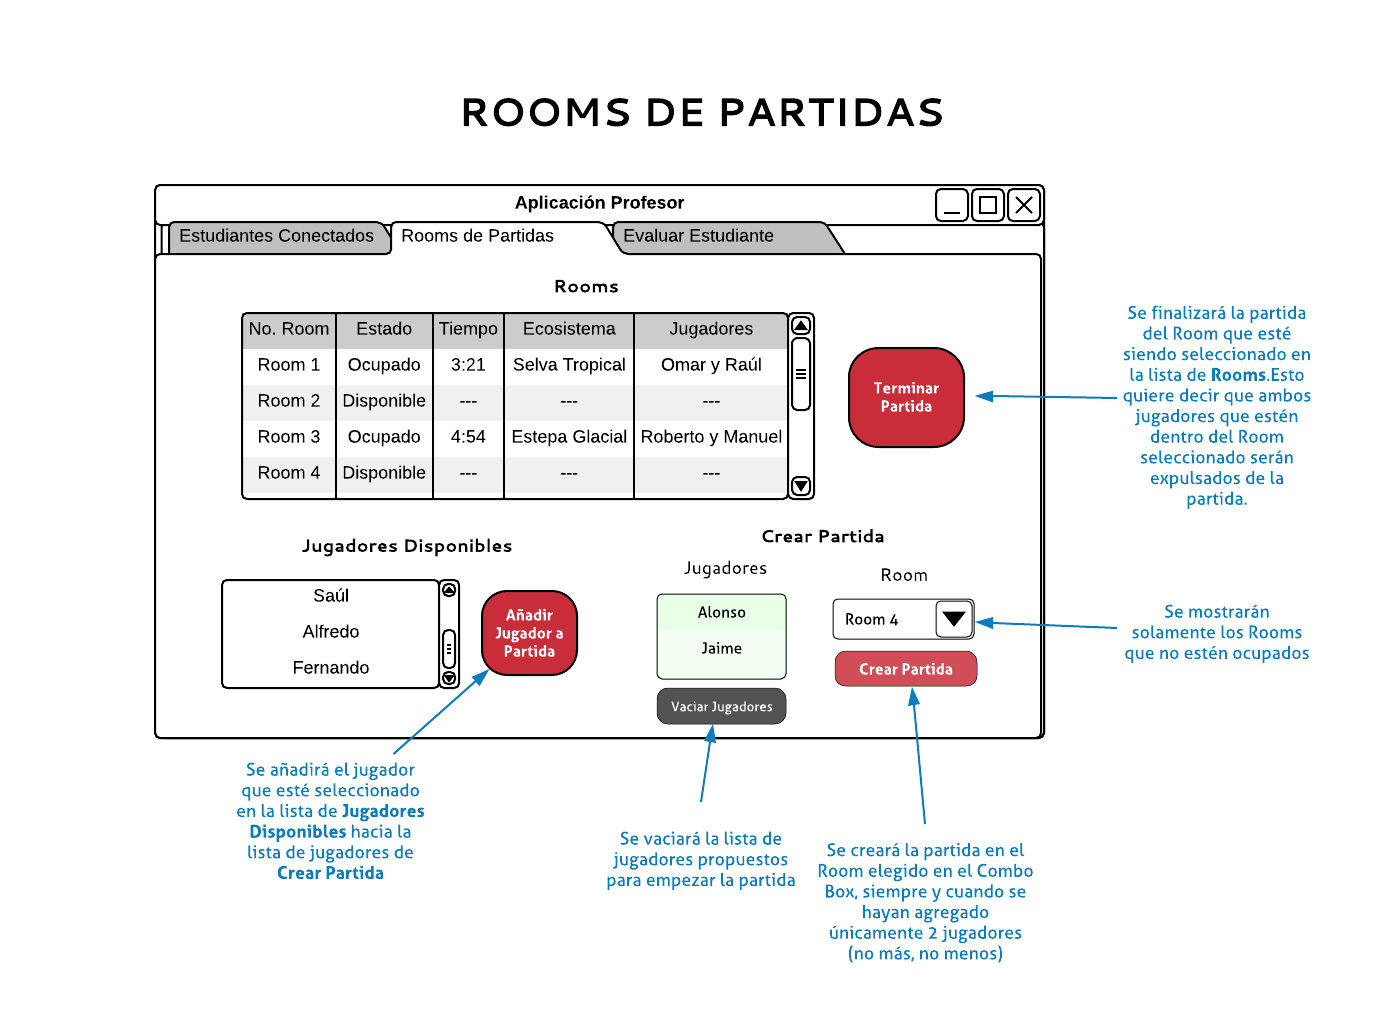 ROOMS DE PARTIDAS
Aplicación Profesor
Estudiantes Conectados
Rooms de Partidas
Evaluar Estudiante
Rooms
No. Room Estado Tiempo Ecosistema Jugadores
Room 1 Ocupado 3:21 Selva Tropical Omar y Raúl
Room 2 Disponible --- --- ---
Room 3 Ocupado 4:54 Estepa Glacial Roberto y Manuel
Room 4 Disponible --- --- ---
Terminar
Partida
Se finalizará la partida
del Room que esté
siendo seleccionado en
la lista de Rooms.Esto
quiere decir que ambos
jugadores que estén
dentro del Room
seleccionado serán
expulsados de la
partida.
Jugadores Disponibles
Saúl
Alfredo
Fernando
Añadir
Jugador a
Partida
Crear Partida
Jugadores
Alonso
Jaime
Vaciar Jugadores
Room
Room 4
Crear Partida
Se mostrarán
solamente los Rooms
que no estén ocupados
Se añadirá el jugador
que esté seleccionado
en la lista de Jugadores
Disponibles hacia la
lista de jugadores de
Crear Partida
Se vaciará la lista de
jugadores propuestos
para empezar la partida
Se creará la partida en el
Room elegido en el Combo
Box, siempre y cuando se
hayan agregado
únicamente 2 jugadores
(no más, no menos)